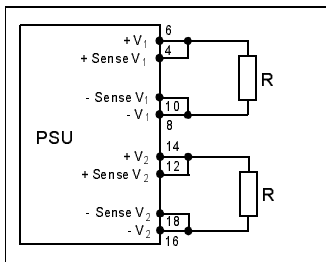 6
+ V1
4
+ Sense V1
R
- Sense V1
10
- V1
8
PSU
14
+ V2
12
+ Sense V2
R
- Sense V2
18
- V2
16